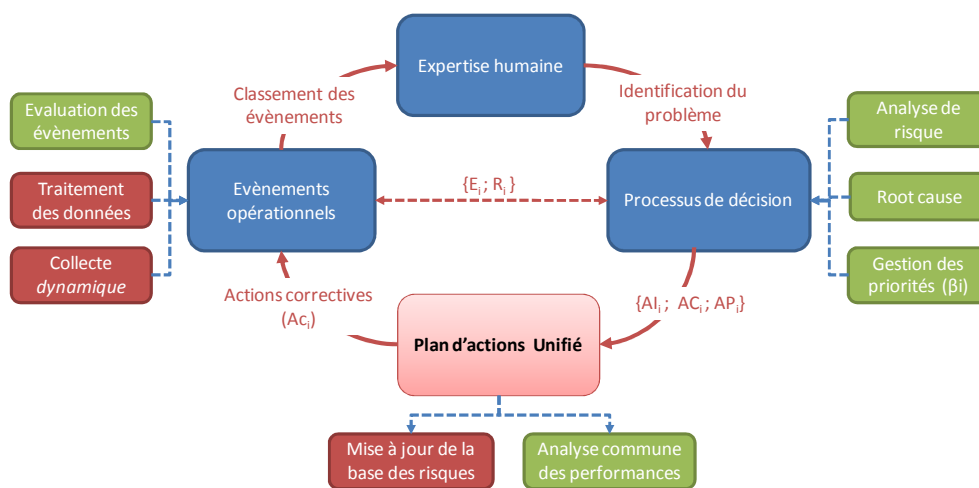 Expertise humaine
Classement des
évènements
Identification du
problème
Evaluation des
évènements
Traitement
des données
Collecte
dynamique
Evènements
opérationnels
{Ei ; Ri }
Processus de décision
Analyse de
risque
Root cause
Gestion des
priorités (βi)
Actions correctives
(Aci)
{AIi ; ACi ; APi}
Plan d’actions Unifié
Mise à jour de la
base des risques
Analyse commune
des performances